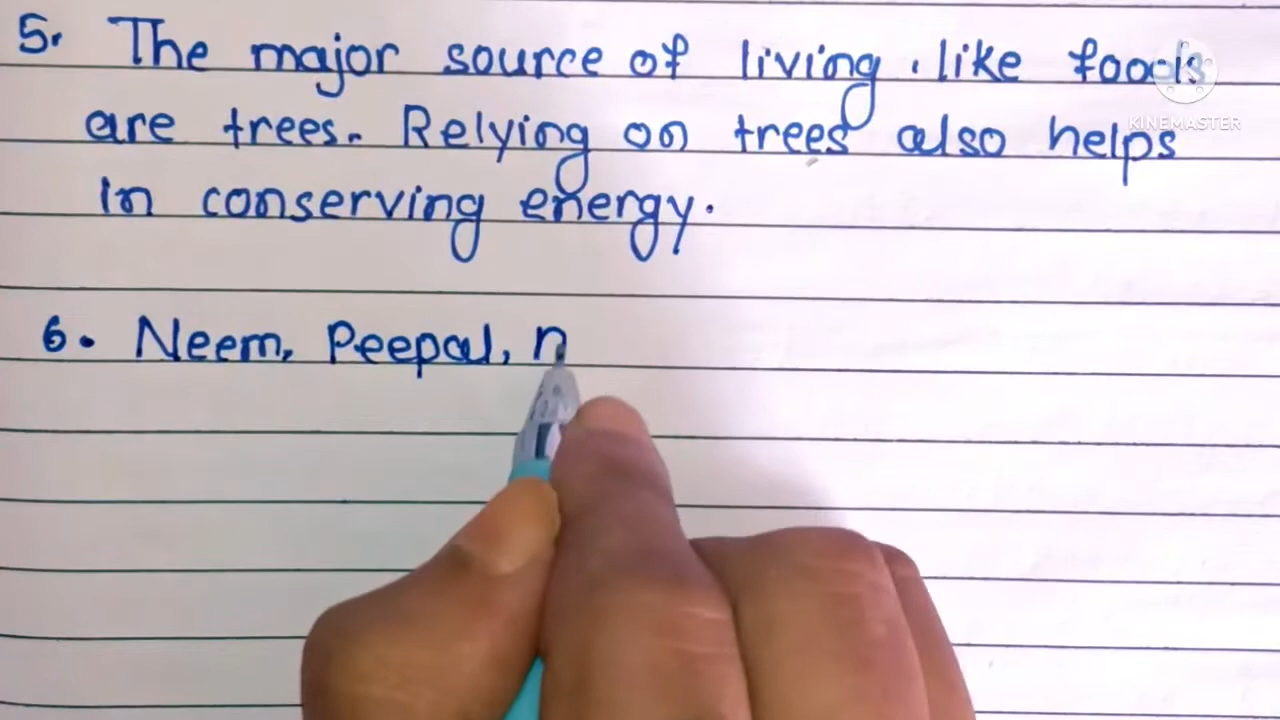 5. The major source of living, like foods
KINEMASTER
are trees. Relying on trees also helps
in conserving energy.
6. Neem, Peepal, n